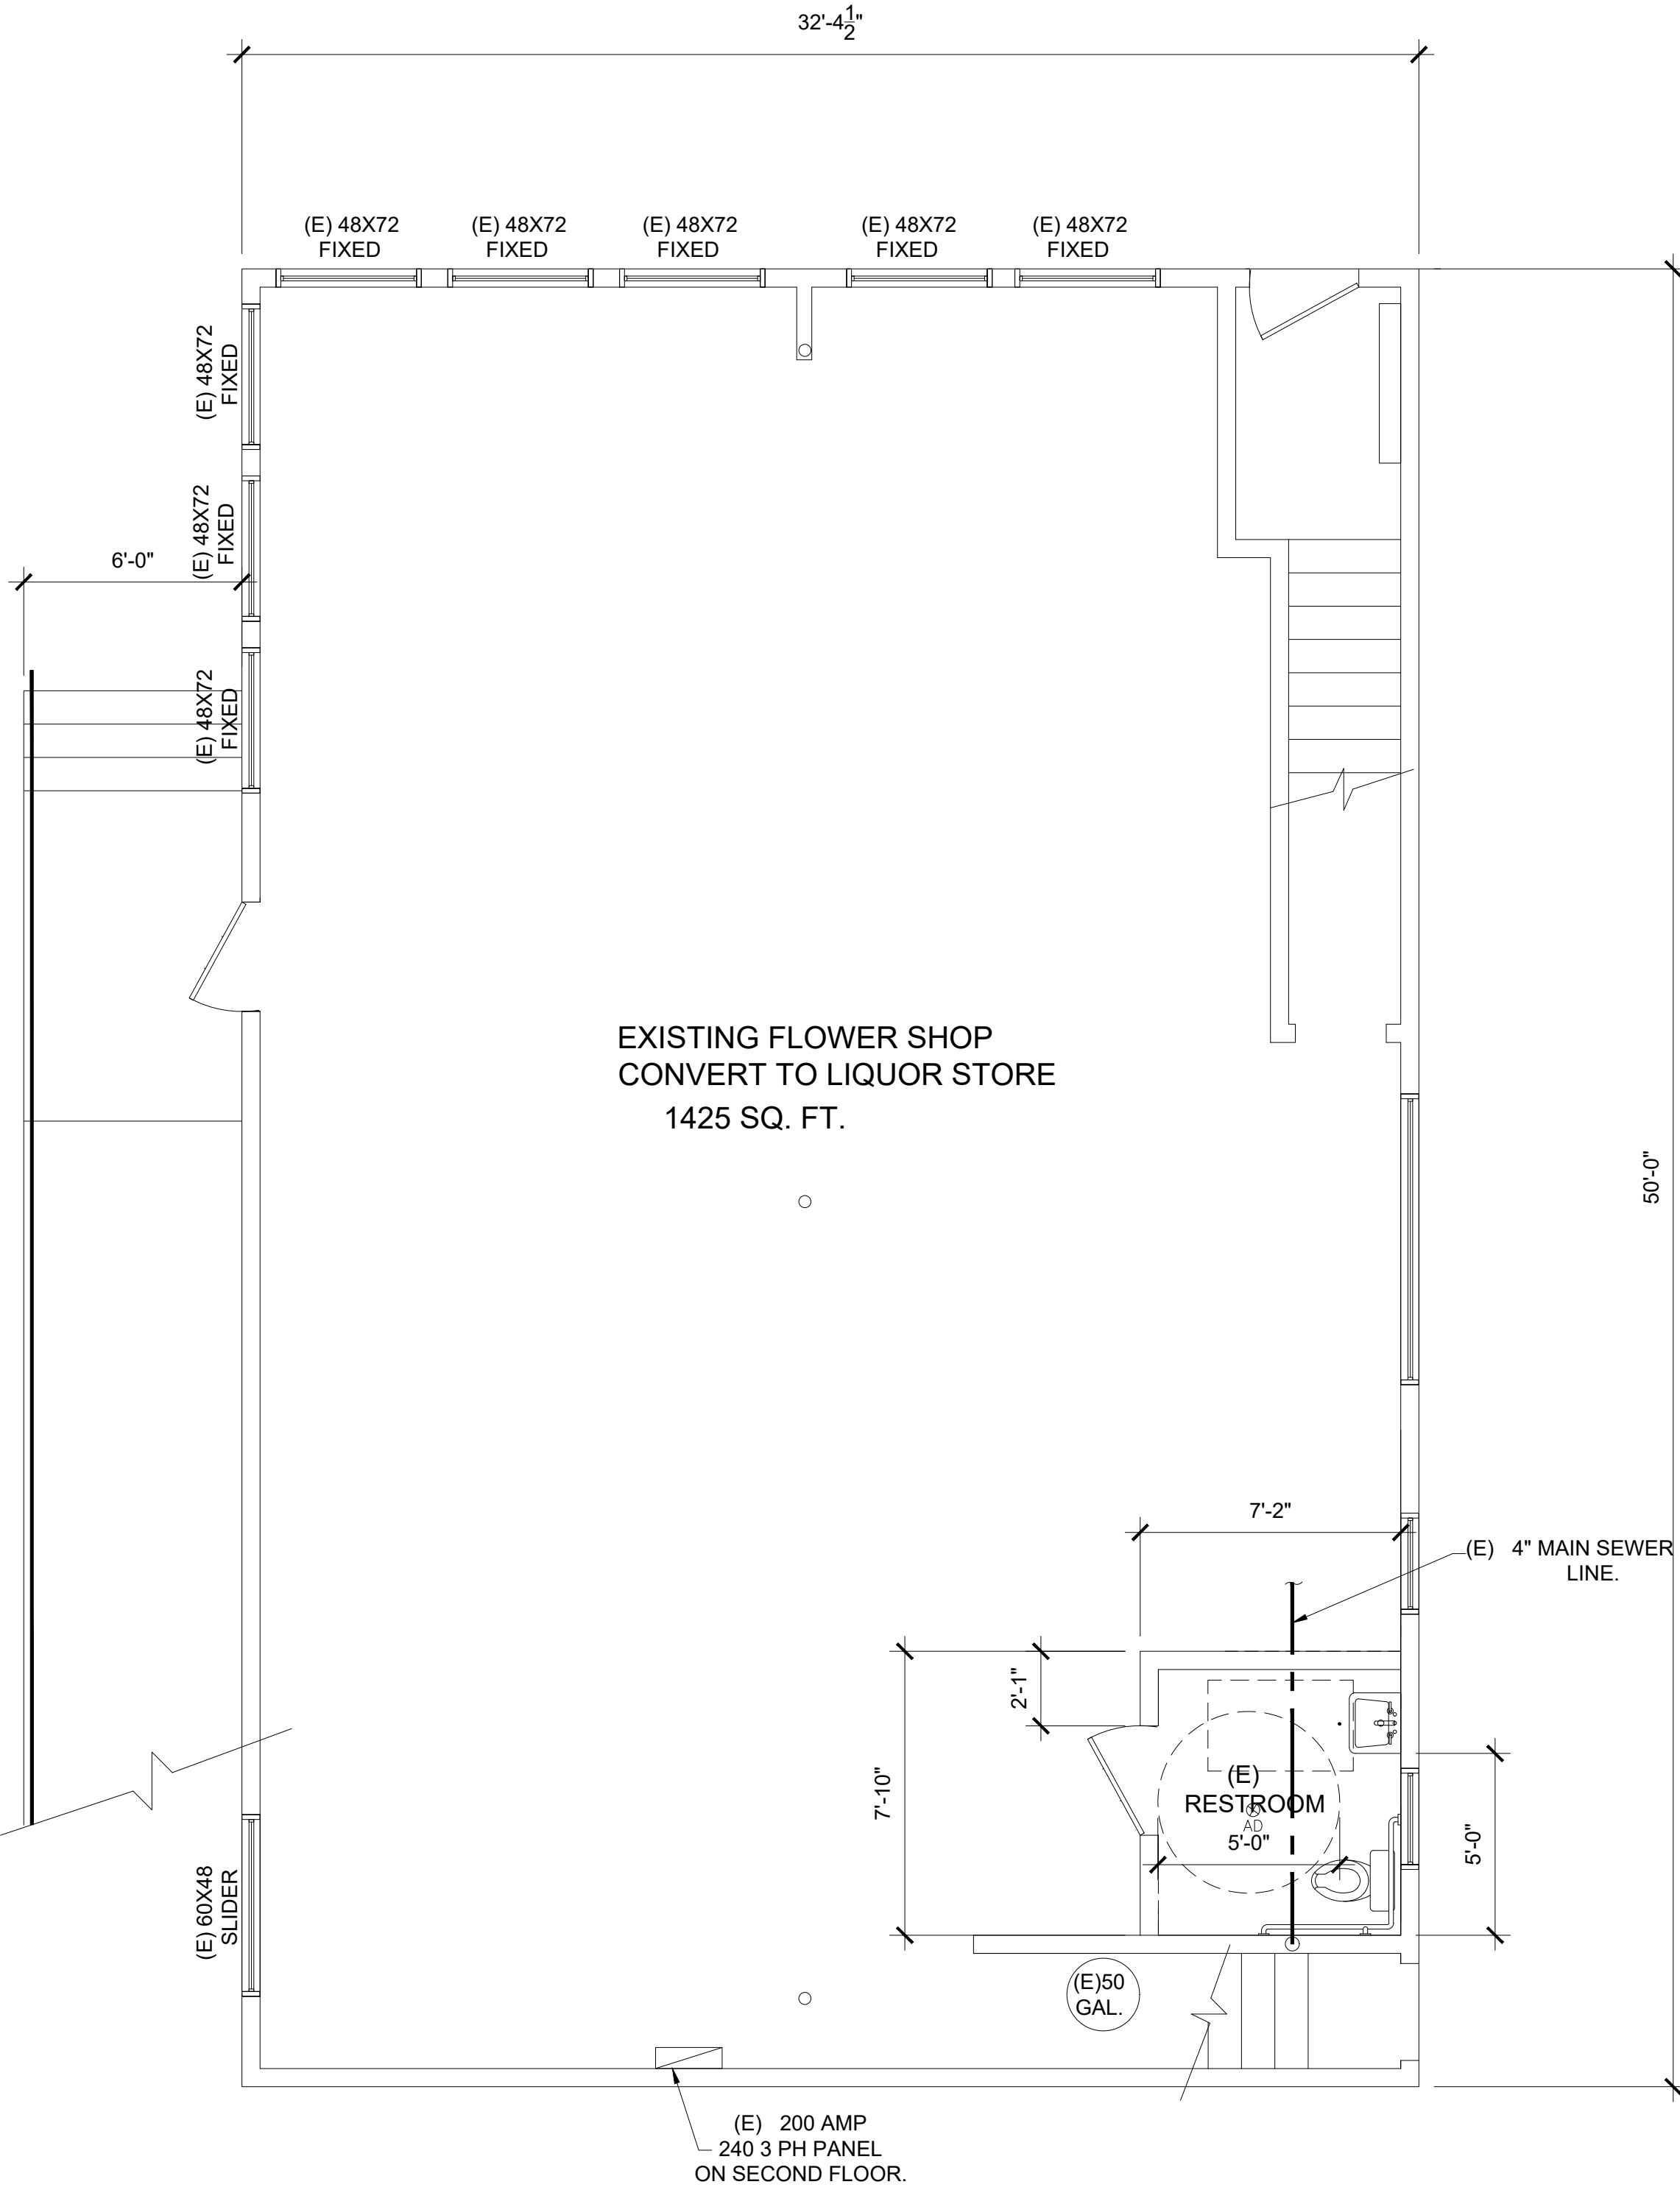 32'-4 1/2"
(E) 48X72
FIXED
(E) 48X72
FIXED
(E) 48X72
FIXED
(E) 48X72
FIXED
(E) 48X72
FIXED
(E) 48X72
FIXED
(E) 48X72
FIXED
6'-0"
(E) 48X72
FIXED
EXISTING FLOWER SHOP
CONVERT TO LIQUOR STORE
1425 SQ. FT.
50'-0"
7'-2"
(E) 4" MAIN SEWER
LINE.
2'-1"
7'-10"
(E)
RESTROOM
AD
5'-0"
5'-0"
(E) 60X48
SLIDER
(E)50
GAL.
(E) 200 AMP
240 3 PH PANEL
ON SECOND FLOOR.